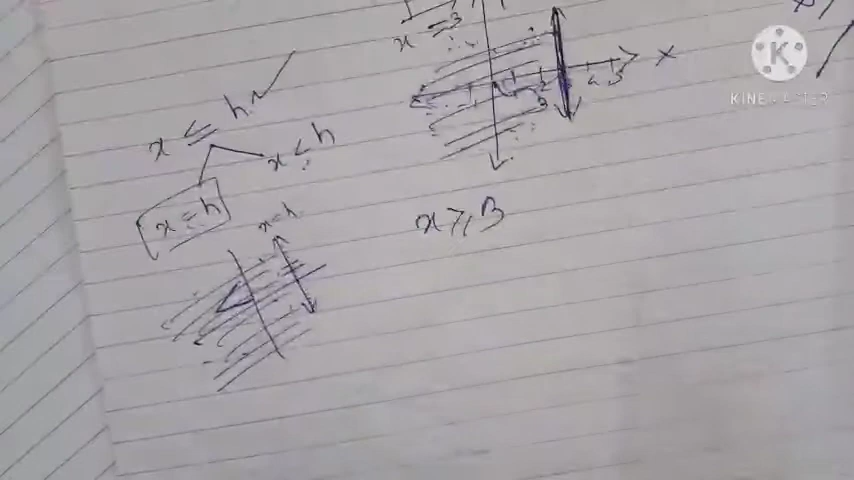 x = 3
x
x ≤ h
x < h
x = h
x = h
x ≥ 3
K
KINEMASTER